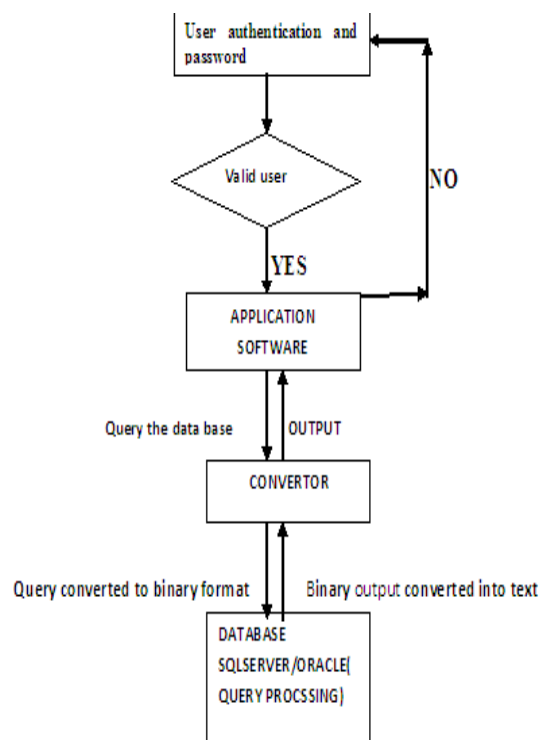 User authentication and
password
Valid user
NO
YES
APPLICATION
SOFTWARE
Query the data base
OUTPUT
CONVERTOR
Query converted to binary format
Binary output converted into text
DATABASE
SQLSERVER/ORACLE(
QUERY PROCSSING)